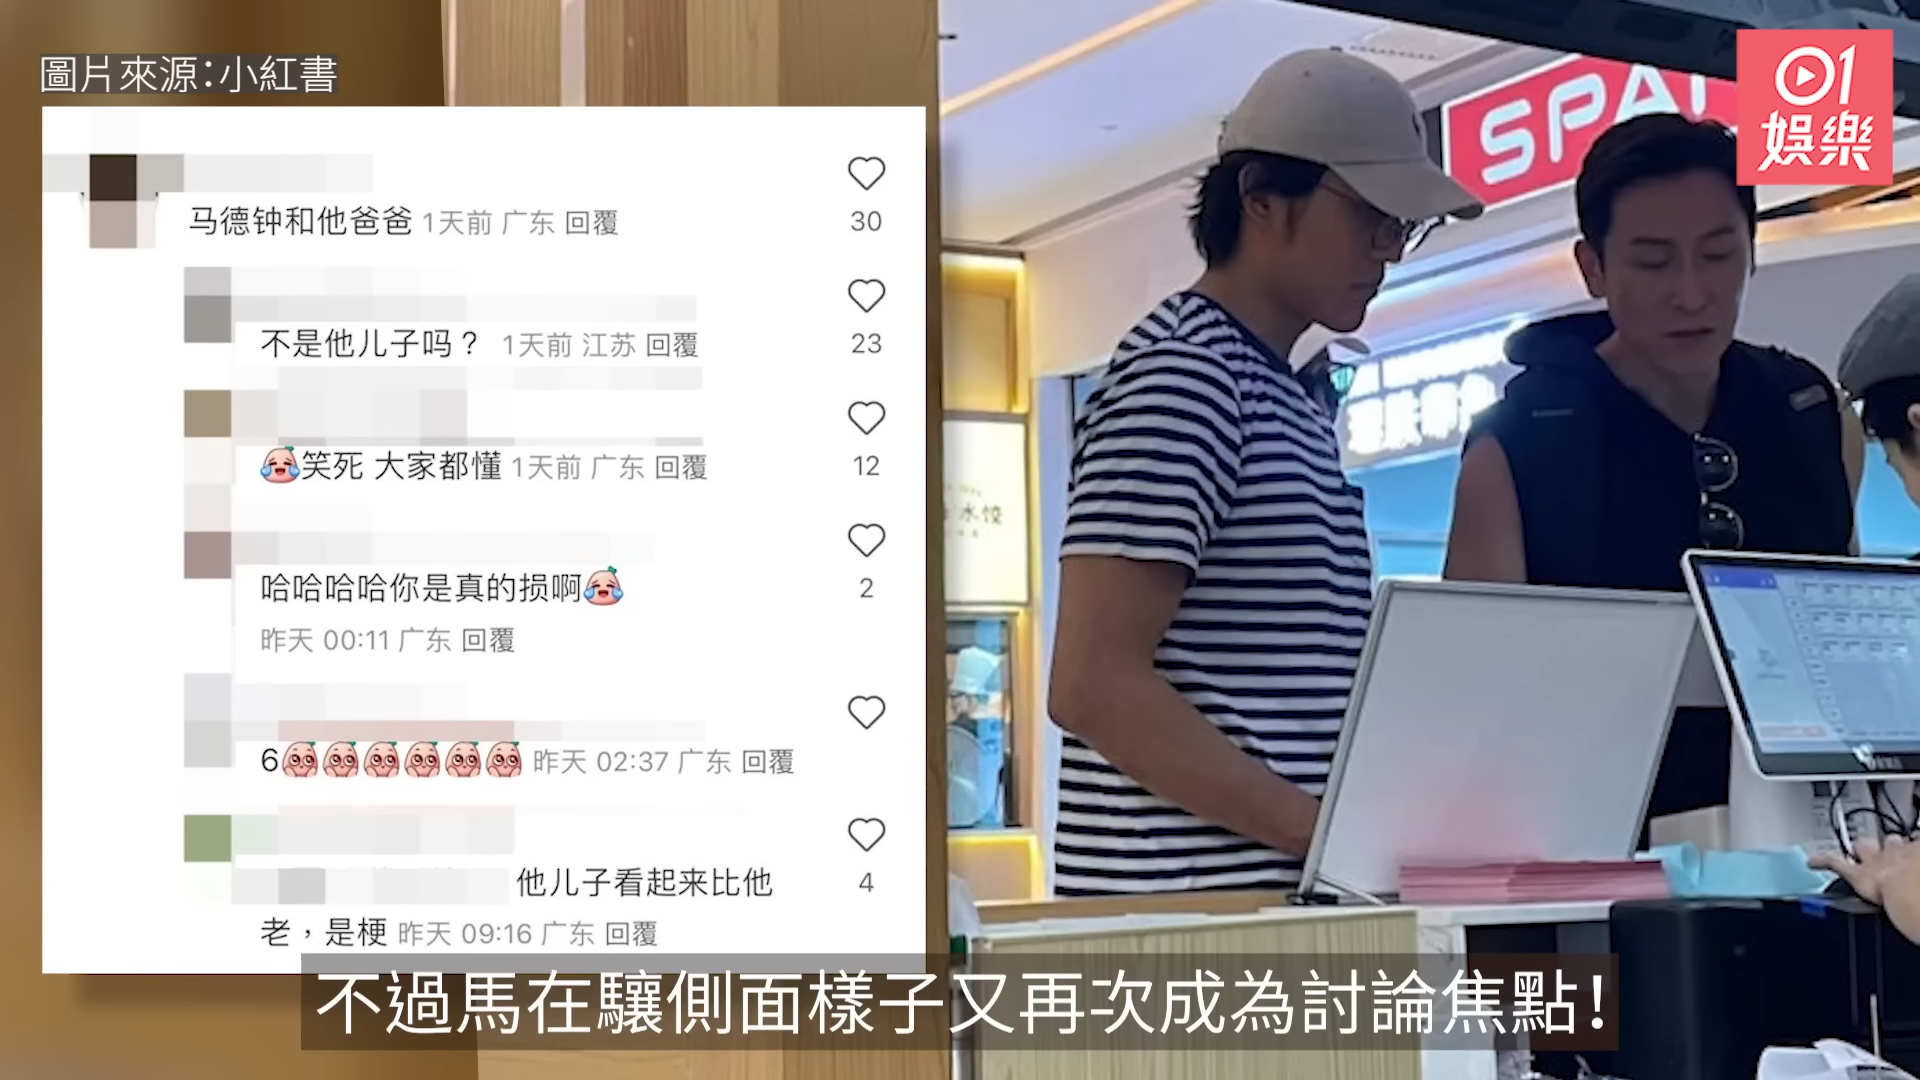 圖片來源：小紅書
马德钟和他爸爸 1天前 广东 回覆
30
不是他儿子吗？ 1天前 江苏 回覆
23
笑死 大家都懂 1天前 广东 回覆
12
哈哈哈哈你是真的损啊
2
昨天 00:11 广东 回覆
6 昨天 02:37 广东 回覆
他儿子看起来比他
4
老，是梗 昨天 09:16 广东 回覆
SPA
01
娛樂
水饺
不過馬在驤側面樣子又再次成為討論焦點！